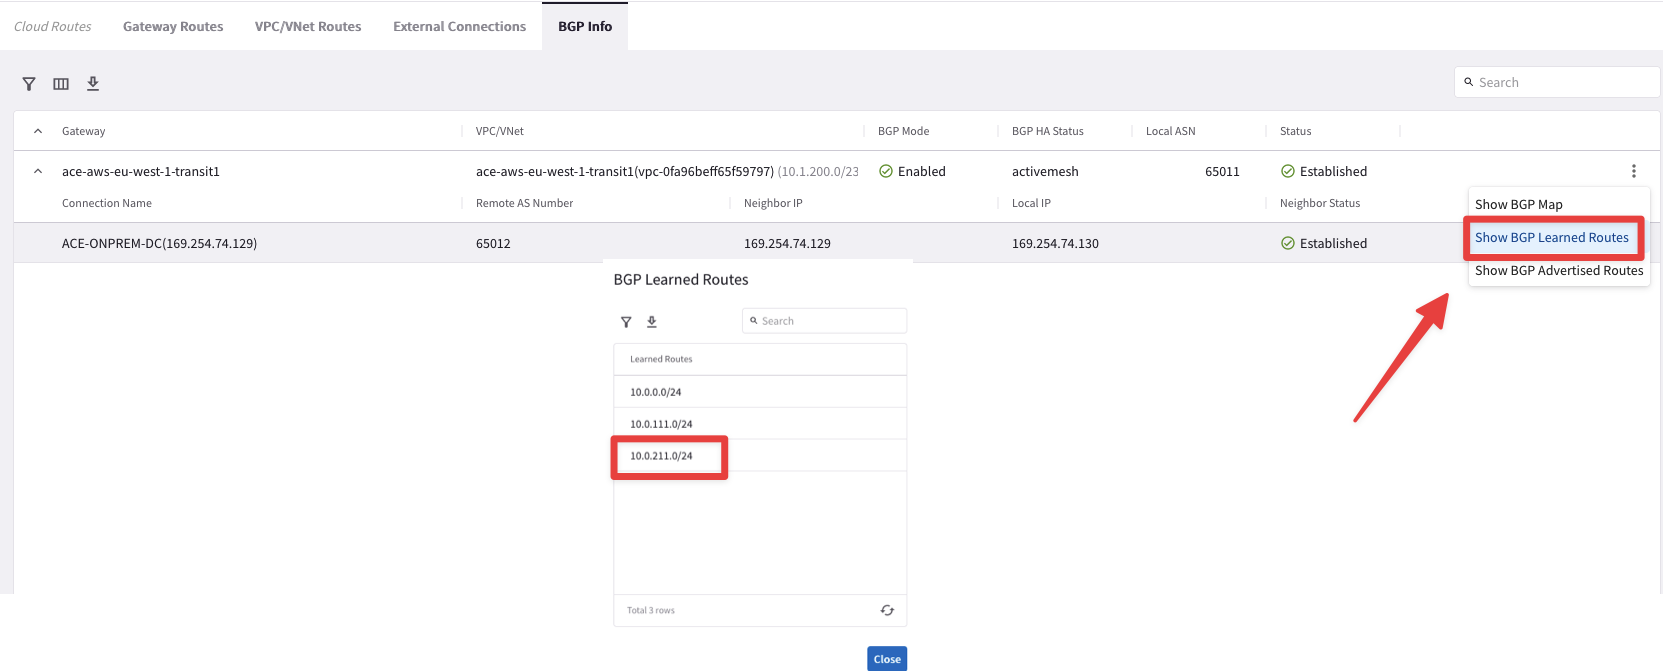 Cloud Routes Gateway Routes VPC/VNet Routes External Connections BGP Info
Search
Gateway VPC/VNet BGP Mode BGP HA Status Local ASN Status
ace-aws-eu-west-1-transit1 ace-aws-eu-west-1-transit1(vpc-0fa96beff65f59797) (10.1.200.0/23 Enabled activemesh 65011 Established
Connection Name Remote AS Number Neighbor IP Local IP Neighbor Status
ACE-ONPREM-DC(169.254.74.129) 65012 169.254.74.129 169.254.74.130 Established
Show BGP Map
Show BGP Learned Routes
Show BGP Advertised Routes
BGP Learned Routes
Search
Learned Routes
10.0.0.0/24
10.0.111.0/24
10.0.211.0/24
Total 3 rows
Close